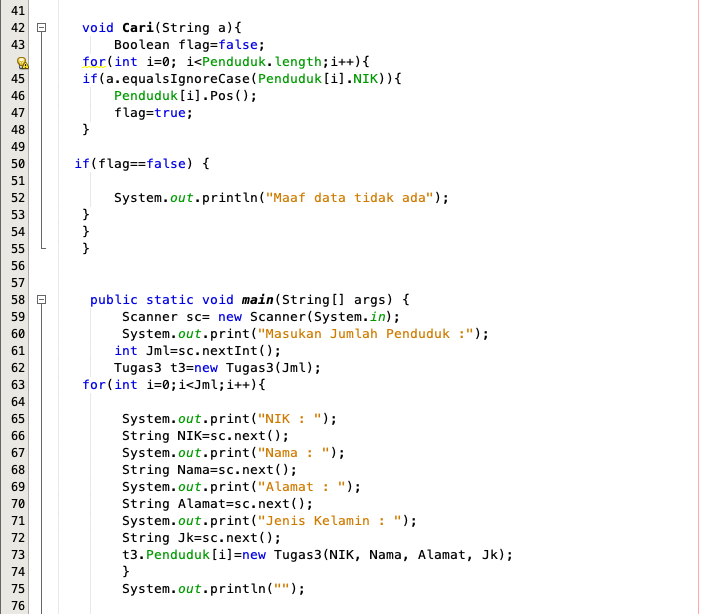 41
42 void Cari(String a){
43 Boolean flag=false;
for(int i=0; i<Penduduk.length;i++){
45 if(a.equalsIgnoreCase(Penduduk[i].NIK)){
46 Penduduk[i].Pos();
47 flag=true;
48 }
49
50 if(flag==false) {
51
52 System.out.println("Maaf data tidak ada");
53 }
54 }
55 }
56
57
58 public static void main(String[] args) {
59 Scanner sc= new Scanner(System.in);
60 System.out.print("Masukan Jumlah Penduduk :");
61 int Jml=sc.nextInt();
62 Tugas3 t3=new Tugas3(Jml);
63 for(int i=0;i<Jml;i++){
64
65 System.out.print("NIK : ");
66 String NIK=sc.next();
67 System.out.print("Nama : ");
68 String Nama=sc.next();
69 System.out.print("Alamat : ");
70 String Alamat=sc.next();
71 System.out.print("Jenis Kelamin : ");
72 String Jk=sc.next();
73 t3.Penduduk[i]=new Tugas3(NIK, Nama, Alamat, Jk);
74 }
75 System.out.println("");
76